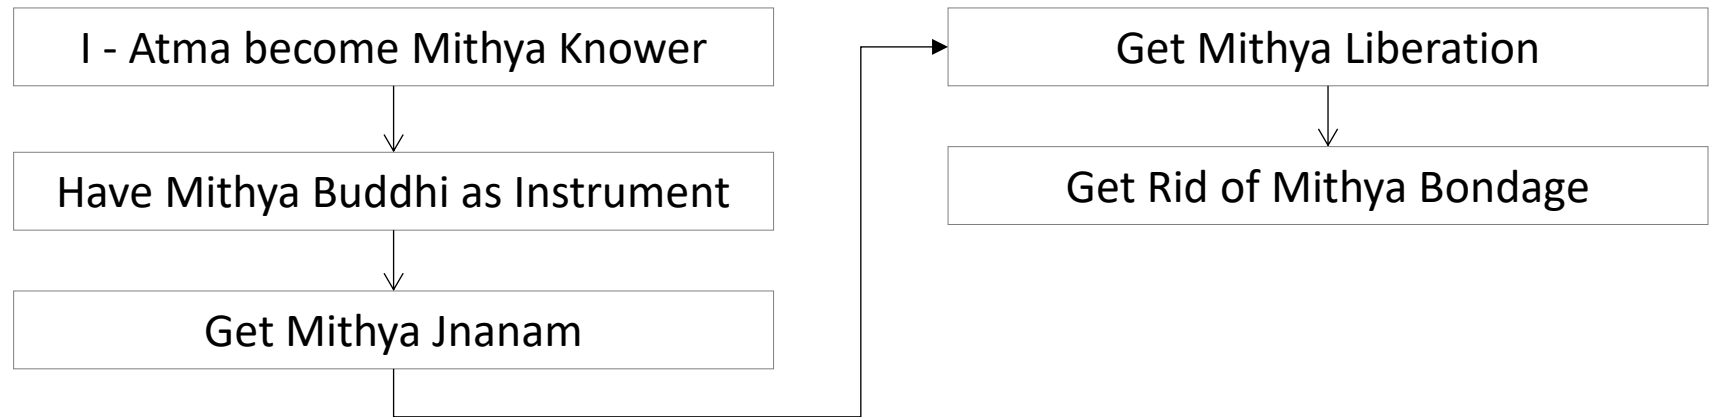 I - Atma become Mithya Knower
Have Mithya Buddhi as Instrument
Get Mithya Jnanam
Get Mithya Liberation
Get Rid of Mithya Bondage